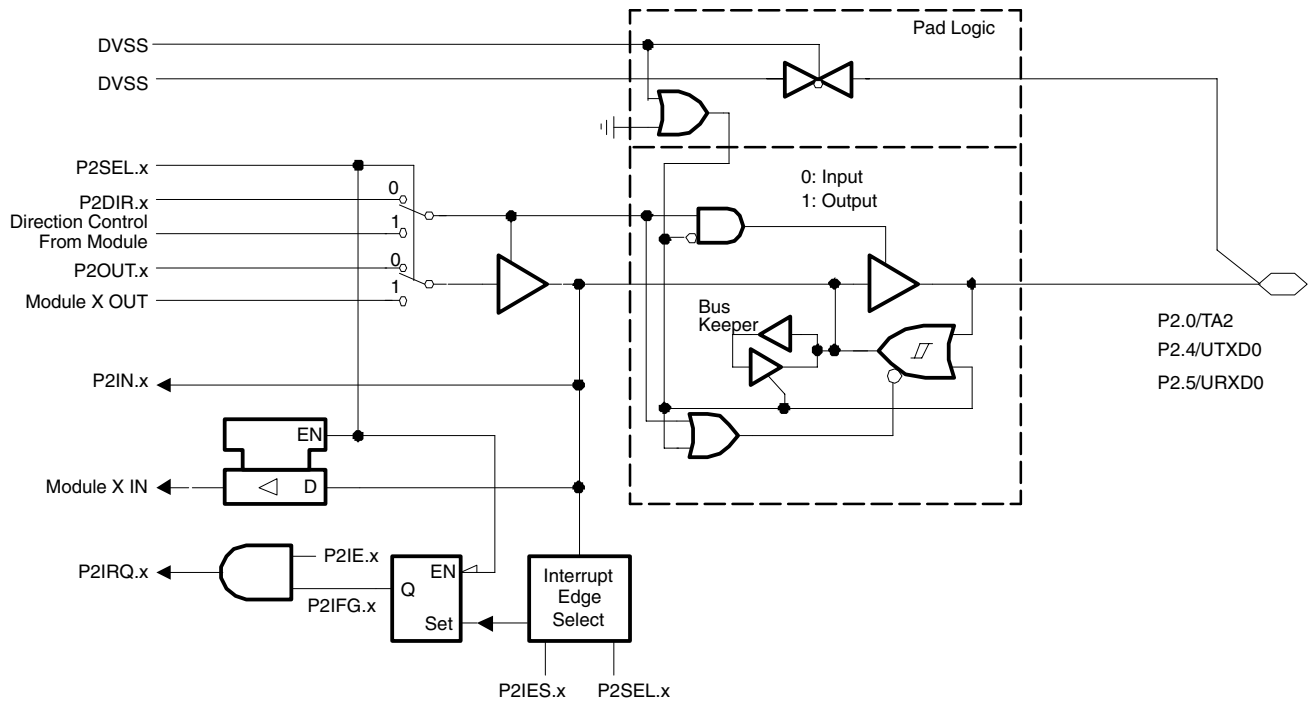 Pad Logic
DVSS
DVSS
P2SEL.x
0
P2DIR.x
Direction Control
From Module
1
0: Input
1: Output
0
P2OUT.x
1
Module X OUT
Bus
Keeper
P2.0/TA2
P2.4/UTXD0
P2.5/URXD0
P2IN.x
EN
Module X IN
D
P2IE.x
P2IRQ.x
P2IFG.x
EN
Q
Set
Interrupt
Edge
Select
P2IES.x
P2SEL.x